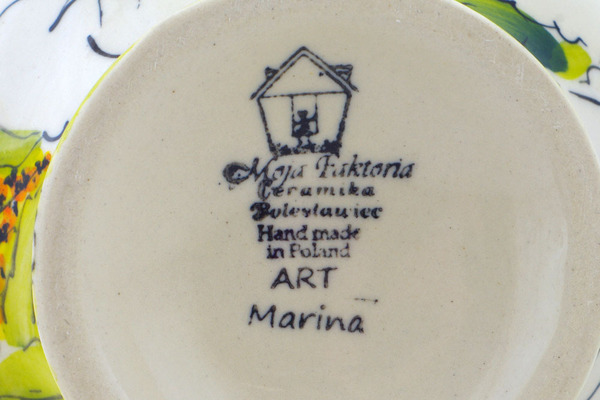 Moja Faktoria
Ceramika
Bolesławiec
Hand made
in Poland
ART
Marina